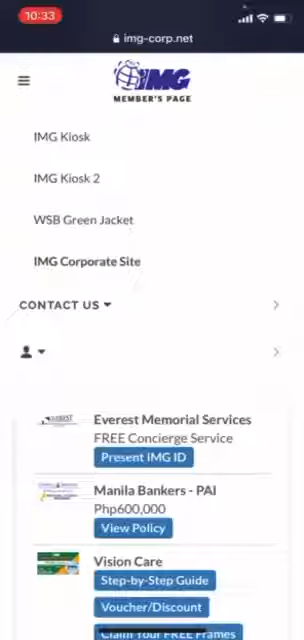 10:33
img-corp.net
IMG
MEMBER'S PAGE
IMG Kiosk
IMG Kiosk 2
WSB Green Jacket
IMG Corporate Site
CONTACT US
Everest Memorial Services
FREE Concierge Service
Present IMG ID
Manila Bankers - PAI
Php600,000
View Policy
Vision Care
Step-by-Step Guide
Voucher/Discount
Claim Your FREE Frames